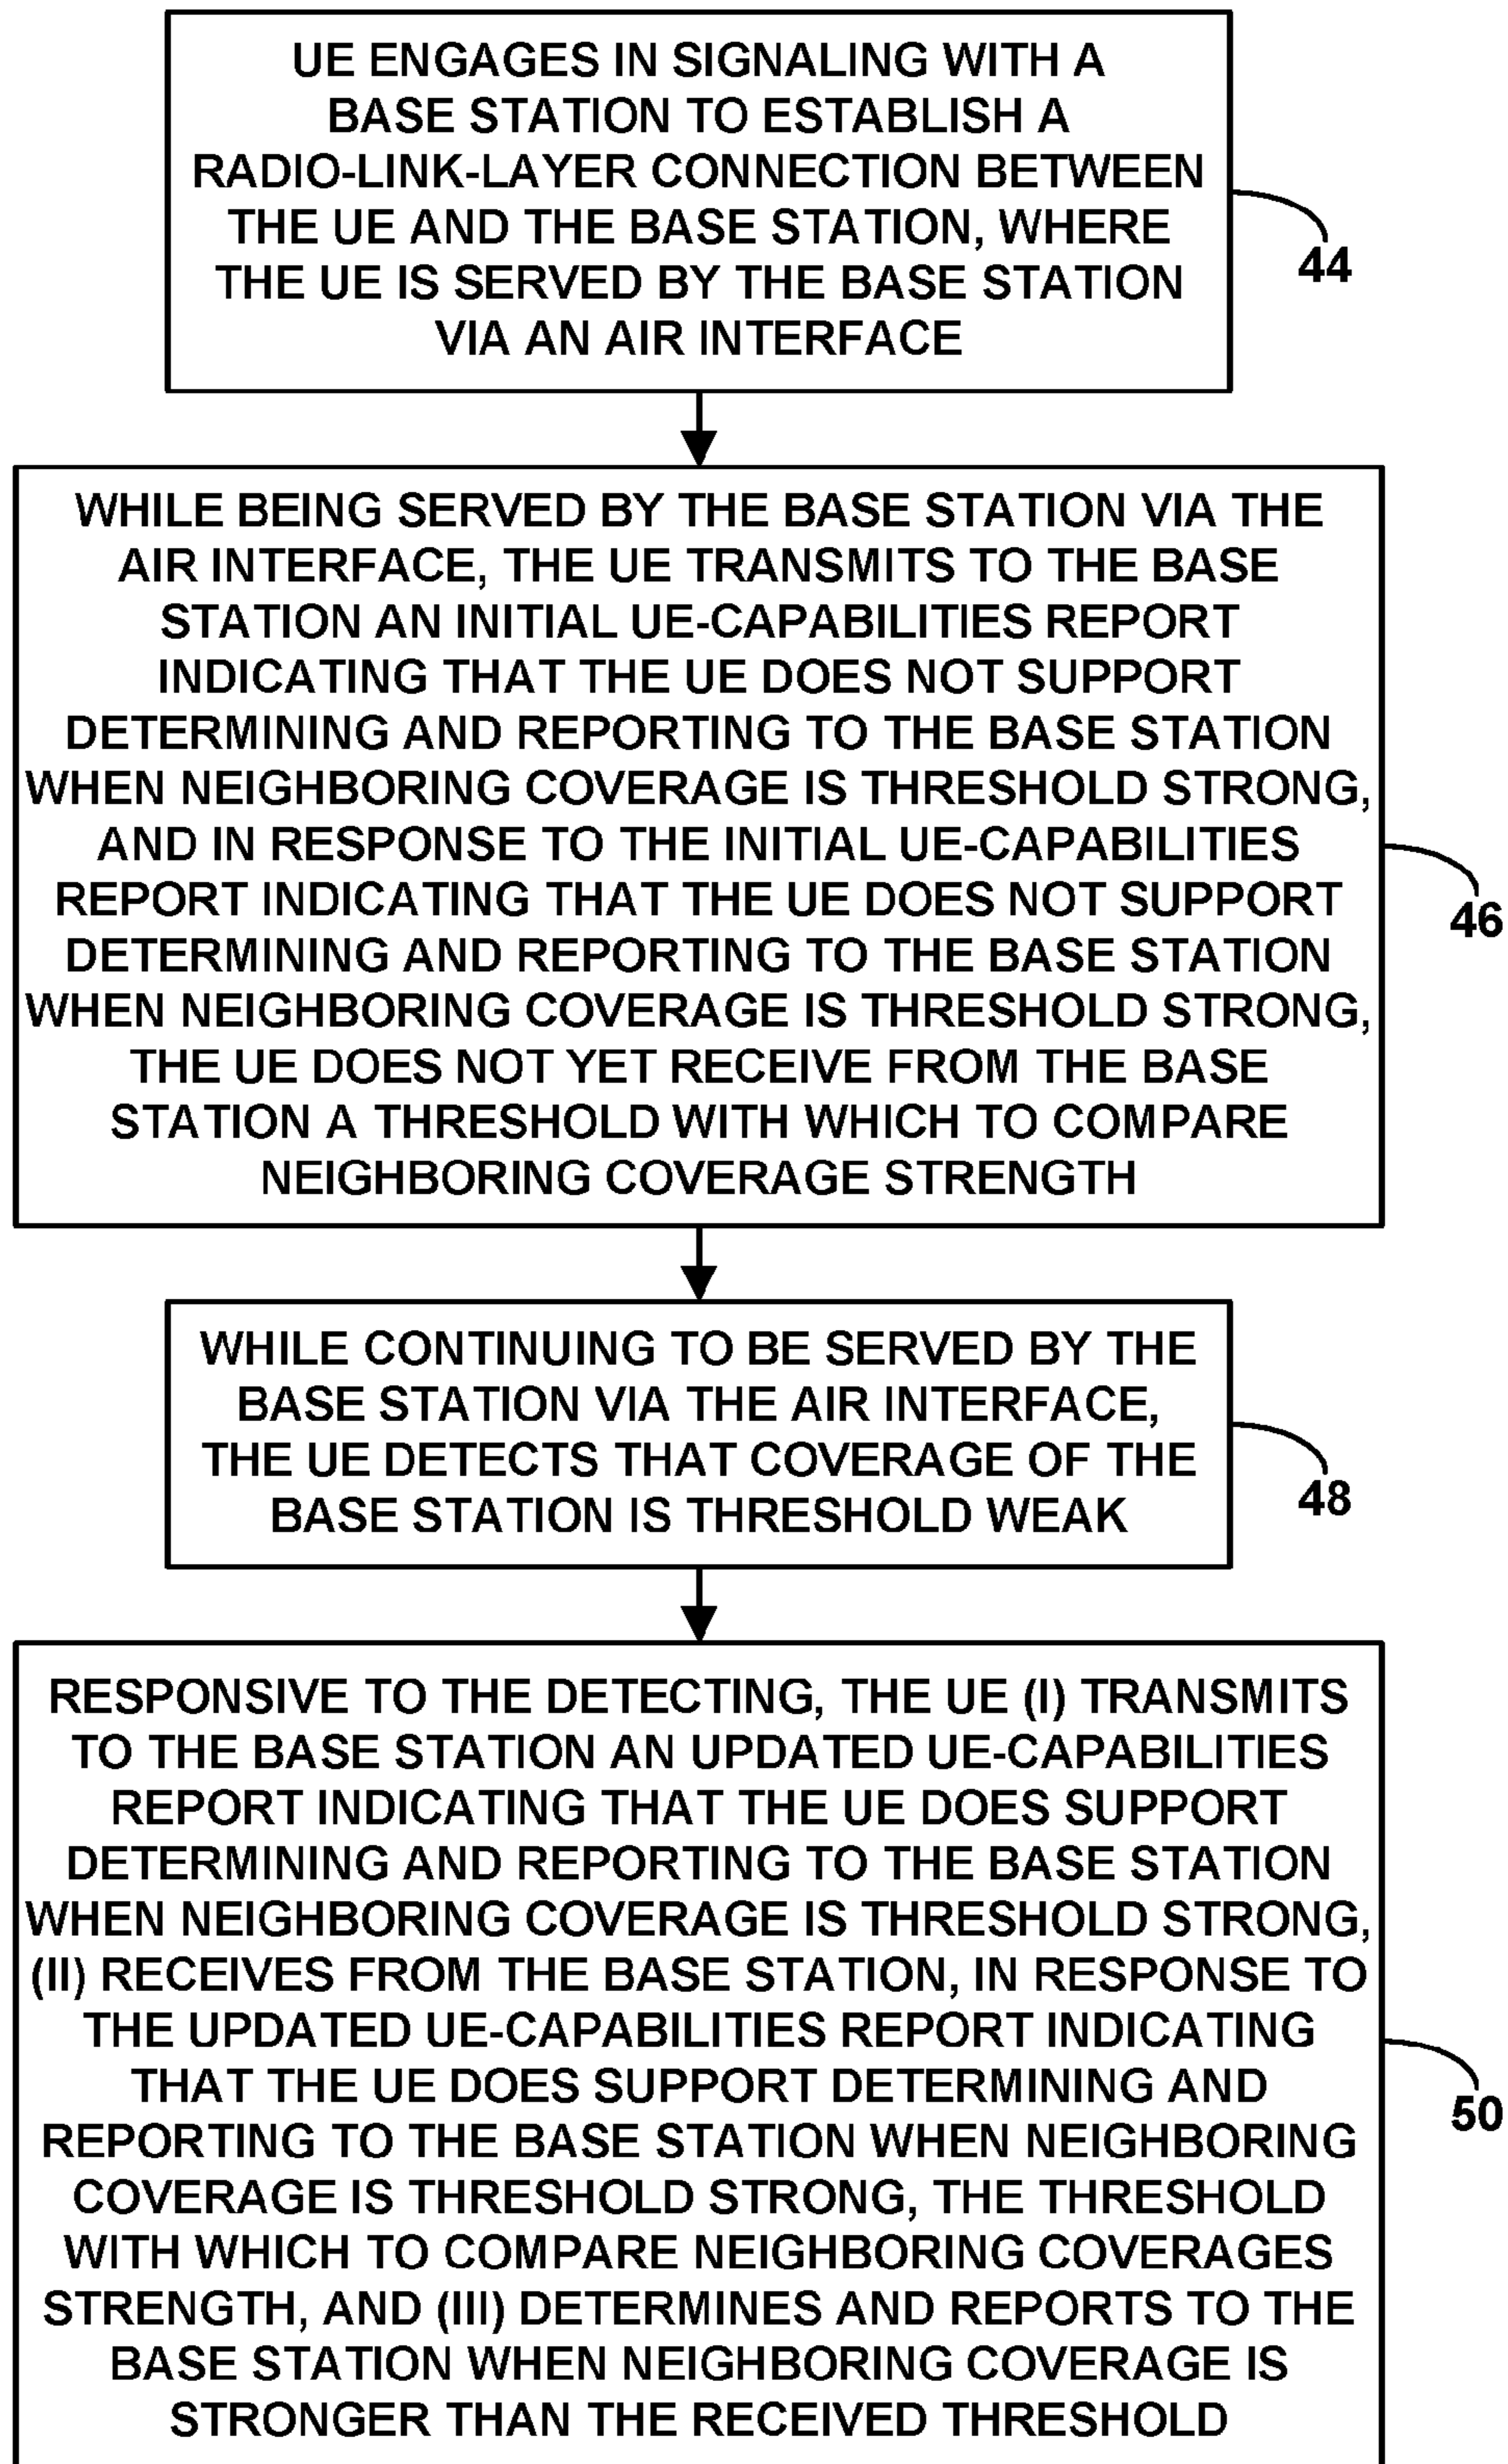 UE ENGAGES IN SIGNALING WITH A
BASE STATION TO ESTABLISH A
RADIO-LINK-LAYER CONNECTION BETWEEN
THE UE AND THE BASE STATION, WHERE
THE UE IS SERVED BY THE BASE STATION
VIA AN AIR INTERFACE
44
WHILE BEING SERVED BY THE BASE STATION VIA THE
AIR INTERFACE, THE UE TRANSMITS TO THE BASE
STATION AN INITIAL UE-CAPABILITIES REPORT
INDICATING THAT THE UE DOES NOT SUPPORT
DETERMINING AND REPORTING TO THE BASE STATION
WHEN NEIGHBORING COVERAGE IS THRESHOLD STRONG,
AND IN RESPONSE TO THE INITIAL UE-CAPABILITIES
REPORT INDICATING THAT THE UE DOES NOT SUPPORT
DETERMINING AND REPORTING TO THE BASE STATION
WHEN NEIGHBORING COVERAGE IS THRESHOLD STRONG,
THE UE DOES NOT YET RECEIVE FROM THE BASE
STATION A THRESHOLD WITH WHICH TO COMPARE
NEIGHBORING COVERAGE STRENGTH
46
WHILE CONTINUING TO BE SERVED BY THE
BASE STATION VIA THE AIR INTERFACE,
THE UE DETECTS THAT COVERAGE OF THE
BASE STATION IS THRESHOLD WEAK
48
RESPONSIVE TO THE DETECTING, THE UE (I) TRANSMITS
TO THE BASE STATION AN UPDATED UE-CAPABILITIES
REPORT INDICATING THAT THE UE DOES SUPPORT
DETERMINING AND REPORTING TO THE BASE STATION
WHEN NEIGHBORING COVERAGE IS THRESHOLD STRONG,
(II) RECEIVES FROM THE BASE STATION, IN RESPONSE TO
THE UPDATED UE-CAPABILITIES REPORT INDICATING
THAT THE UE DOES SUPPORT DETERMINING AND
REPORTING TO THE BASE STATION WHEN NEIGHBORING
COVERAGE IS THRESHOLD STRONG, THE THRESHOLD
WITH WHICH TO COMPARE NEIGHBORING COVERAGES
STRENGTH, AND (III) DETERMINES AND REPORTS TO THE
BASE STATION WHEN NEIGHBORING COVERAGE IS
STRONGER THAN THE RECEIVED THRESHOLD
50